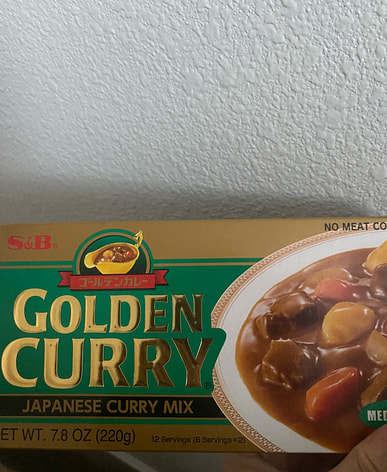 NO MEAT CO
S&B®
ゴールデンカレー
GOLDEN
CURRY®
JAPANESE CURRY MIX
MED
ET WT. 7.8 OZ (220g)
12 Servings (6 Servings×2)